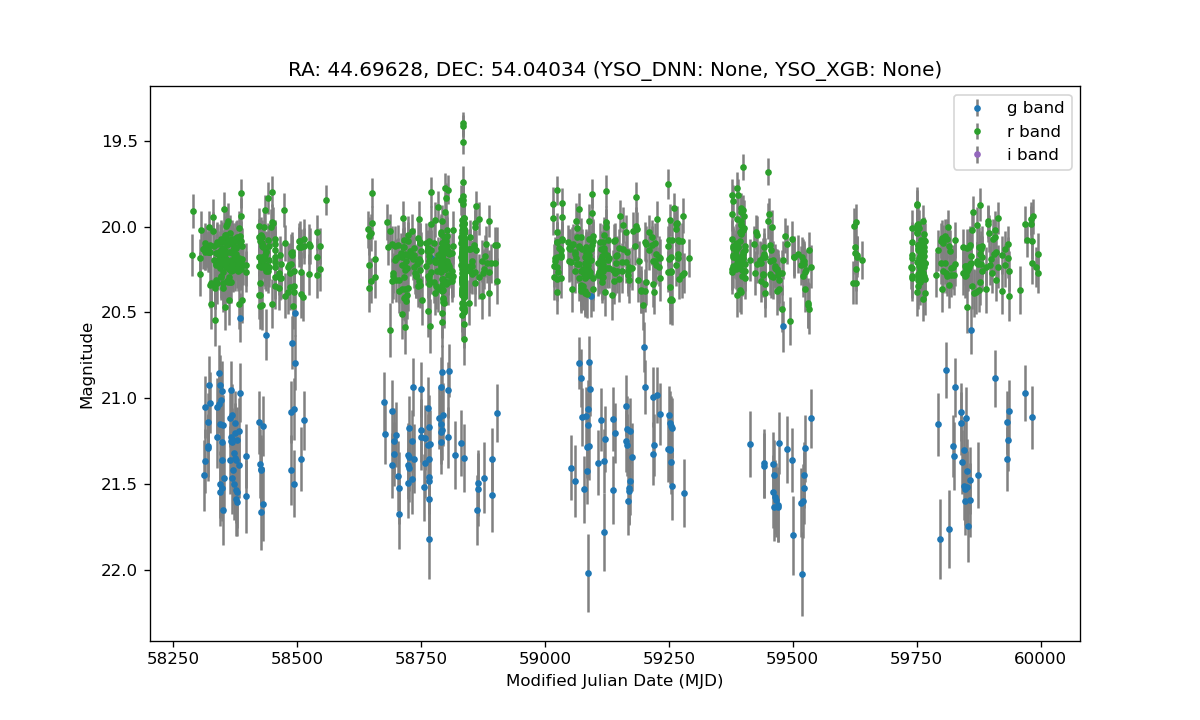 RA: 44.69628, DEC: 54.04034 (YSO_DNN: None, YSO_XGB: None)
g band
r band
i band
19.5
20.0
20.5
21.0
21.5
22.0
Magnitude
58250
58500
58750
59000
59250
59500
59750
60000
Modified Julian Date (MJD)